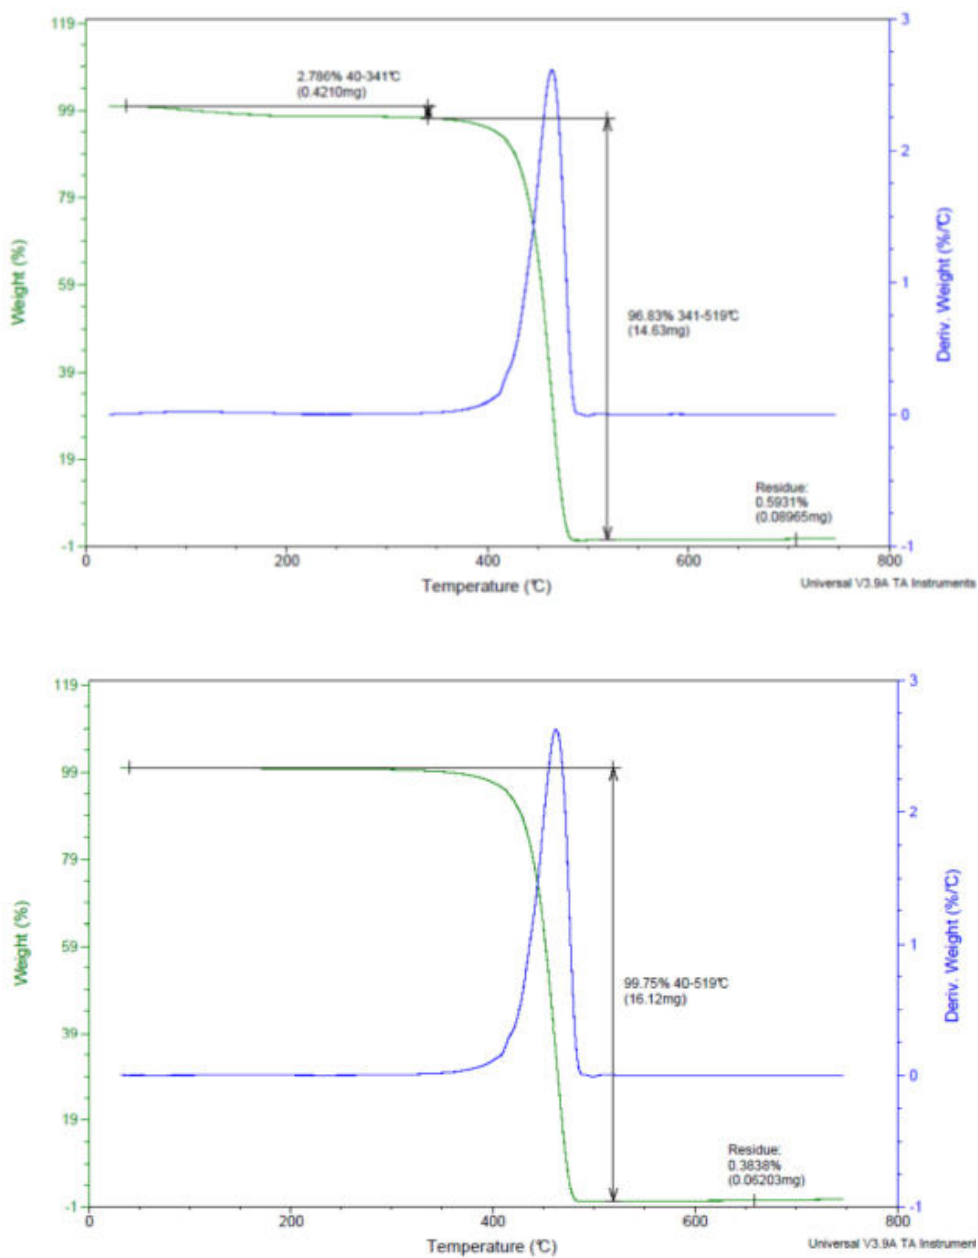 119
99
79
59
39
19
-1
Weight (%)
2.786% 40-341℃
(0.4210mg)
96.83% 341-519℃
(14.63mg)
Residue:
0.5931%
(0.08965mg)
3
2
1
0
-1
Deriv. Weight (%/℃)
0 200 400 600 800
Temperature (℃)
Universal V3.9A TA Instruments
119
99
79
59
39
19
-1
Weight (%)
99.75% 40-519℃
(16.12mg)
Residue:
0.3838%
(0.06203mg)
3
2
1
0
-1
Deriv. Weight (%/℃)
0 200 400 600 800
Temperature (℃)
Universal V3.9A TA Instrument